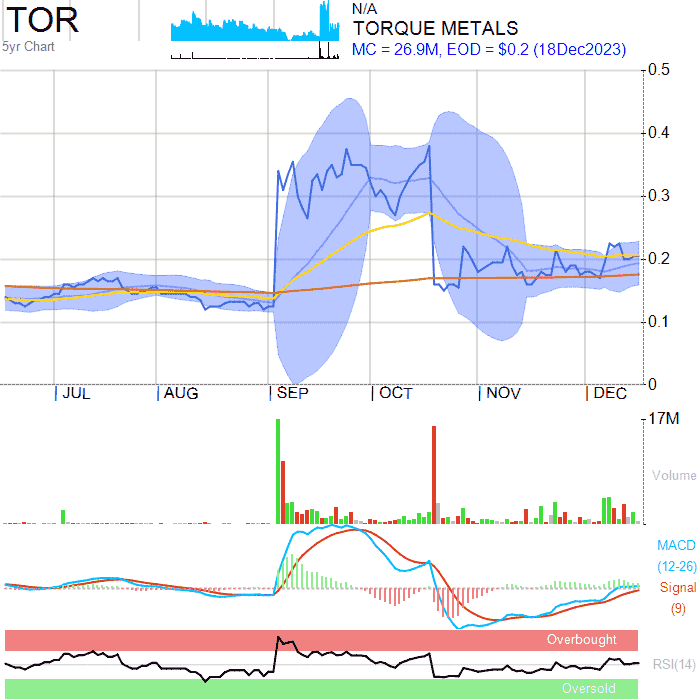 TOR
5yr Chart
N/A
TORQUE METALS
MC = 26.9M, EOD = $0.2 (18Dec2023)
0.5
0.4
0.3
0.2
0.1
0
JUL
AUG
SEP
OCT
NOV
DEC
17M
Volume
MACD
(12-26)
Signal
(9)
Overbought
RSI(14)
Oversold